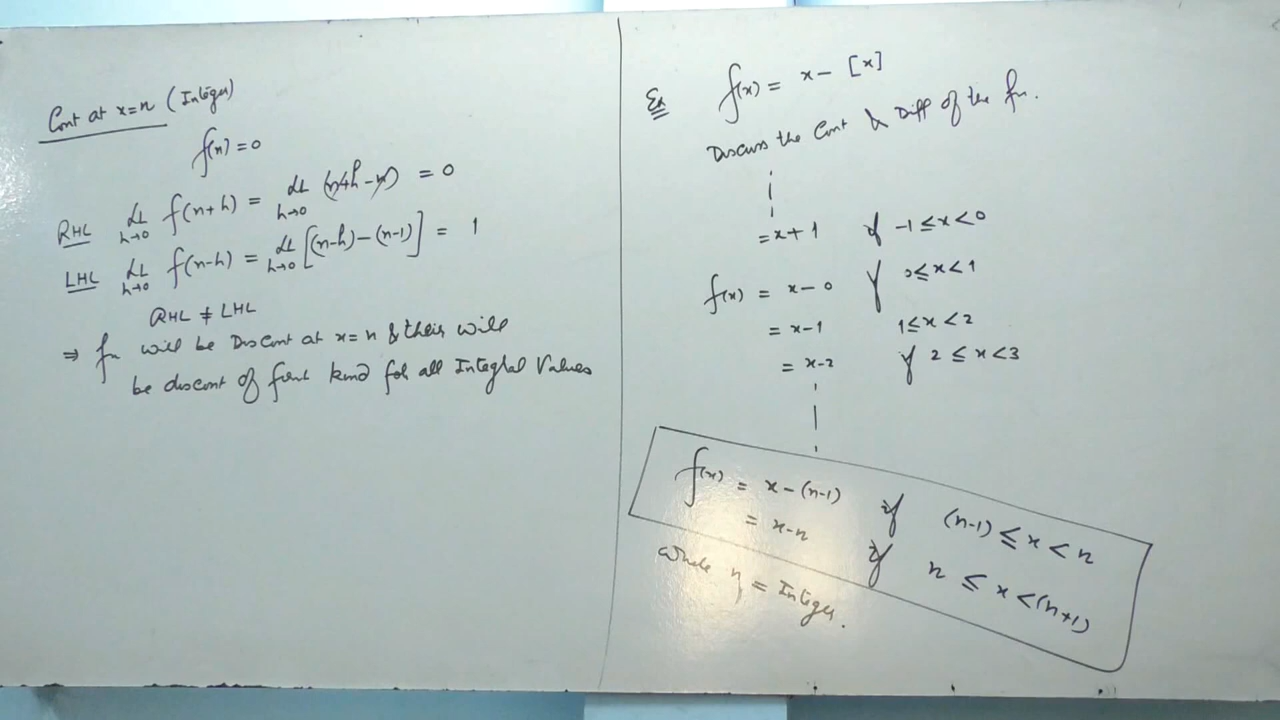 Cont at x=n (Integer)
f(n) = 0
RHL Lt h→0 f(n+h) = Lt h→0 (n+h-n) = 0
LHL Lt h→0 f(n-h) = Lt h→0 [(n-h)-(n-1)] = 1
RHL ≠ LHL
⇒ fn will be Discont at x=n & their will
be discont of first kind for all Integral Values
Ex f(x) = x - [x]
Discuss the Cont & Diff of the fn.
= x+1 if -1 ≤ x < 0
f(x) = x-0 if 0 ≤ x < 1
= x-1 1 ≤ x < 2
= x-2 if 2 ≤ x < 3
f(x) = x-(n-1) if (n-1) ≤ x < n
= x-n if n ≤ x < (n+1)
where n = Integer.